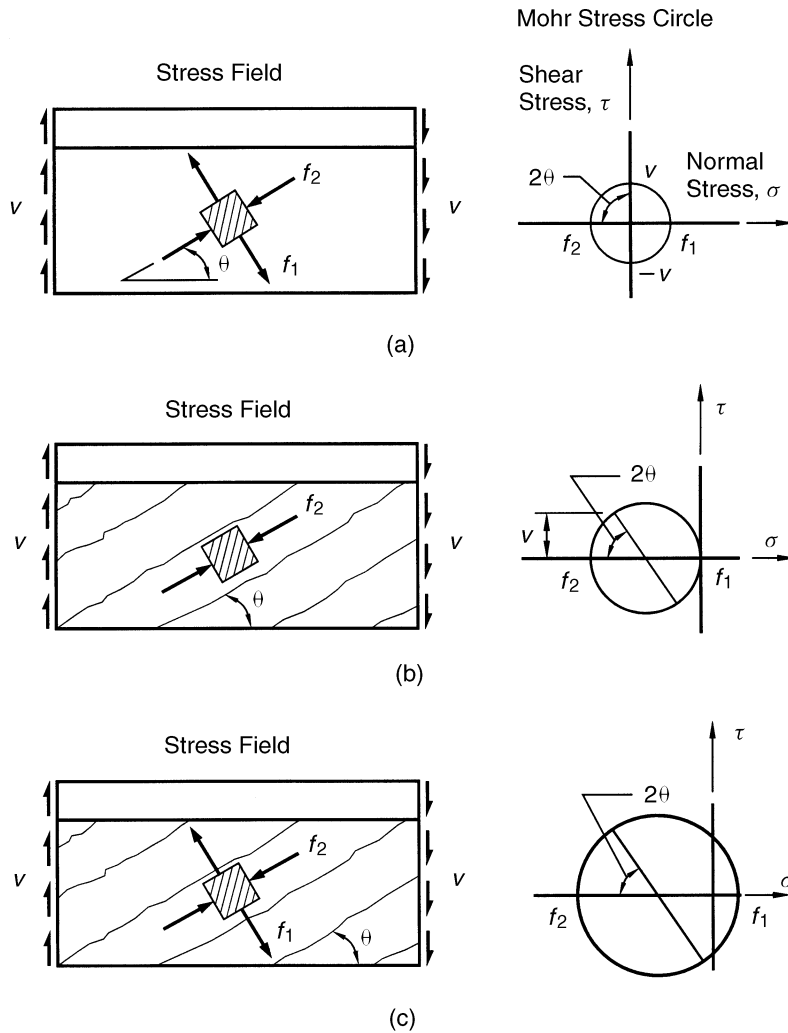 Mohr Stress Circle
Stress Field
Shear
Stress, τ
f2
v
v
θ
f1
2θ
v
Normal
Stress, σ
f2
f1
−v
(a)
Stress Field
τ
f2
v
v
θ
2θ
v
σ
f2
f1
(b)
Stress Field
τ
f2
v
v
f1
θ
2θ
f2
f1
σ
(c)